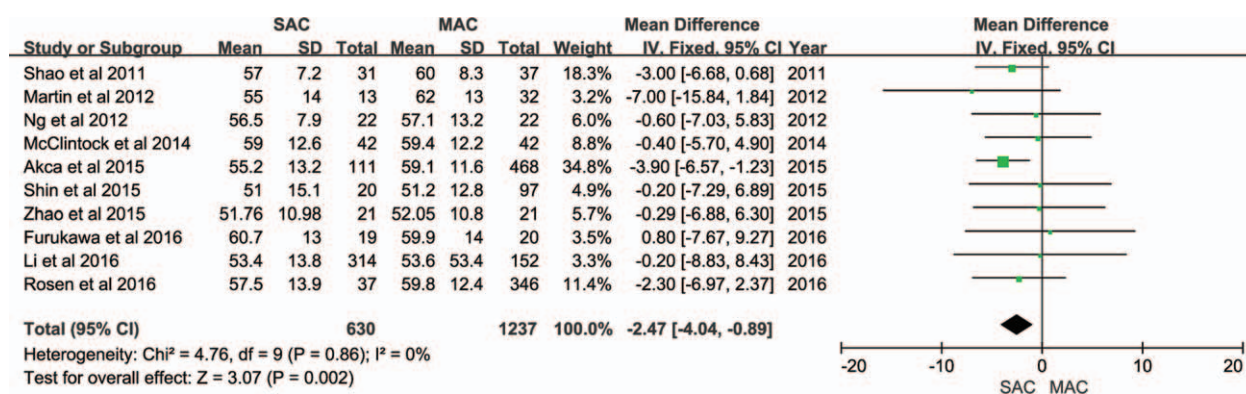 SAC MAC Mean Difference Mean Difference
Study or Subgroup Mean SD Total Mean SD Total Weight IV, Fixed, 95% CI Year IV, Fixed, 95% CI
Shao et al 2011 57 7.2 31 60 8.3 37 18.3% -3.00 [-6.68, 0.68] 2011
Martin et al 2012 55 14 13 62 13 32 3.2% -7.00 [-15.84, 1.84] 2012
Ng et al 2012 56.5 7.9 22 57.1 13.2 22 6.0% -0.60 [-7.03, 5.83] 2012
McClintock et al 2014 59 12.6 42 59.4 12.2 42 8.8% -0.40 [-5.70, 4.90] 2014
Akca et al 2015 55.2 13.2 111 59.1 11.6 468 34.8% -3.90 [-6.57, -1.23] 2015
Shin et al 2015 51 15.1 20 51.2 12.8 97 4.9% -0.20 [-7.29, 6.89] 2015
Zhao et al 2015 51.76 10.98 21 52.05 10.8 21 5.7% -0.29 [-6.88, 6.30] 2015
Furukawa et al 2016 60.7 13 19 59.9 14 20 3.5% 0.80 [-7.67, 9.27] 2016
Li et al 2016 53.4 13.8 314 53.6 53.4 152 3.3% -0.20 [-8.83, 8.43] 2016
Rosen et al 2016 57.5 13.9 37 59.8 12.4 346 11.4% -2.30 [-6.97, 2.37] 2016
Total (95% CI) 630 1237 100.0% -2.47 [-4.04, -0.89]
Heterogeneity: Chi² = 4.76, df = 9 (P = 0.86); I² = 0%
Test for overall effect: Z = 3.07 (P = 0.002)
-20 -10 0 10 20
SAC MAC